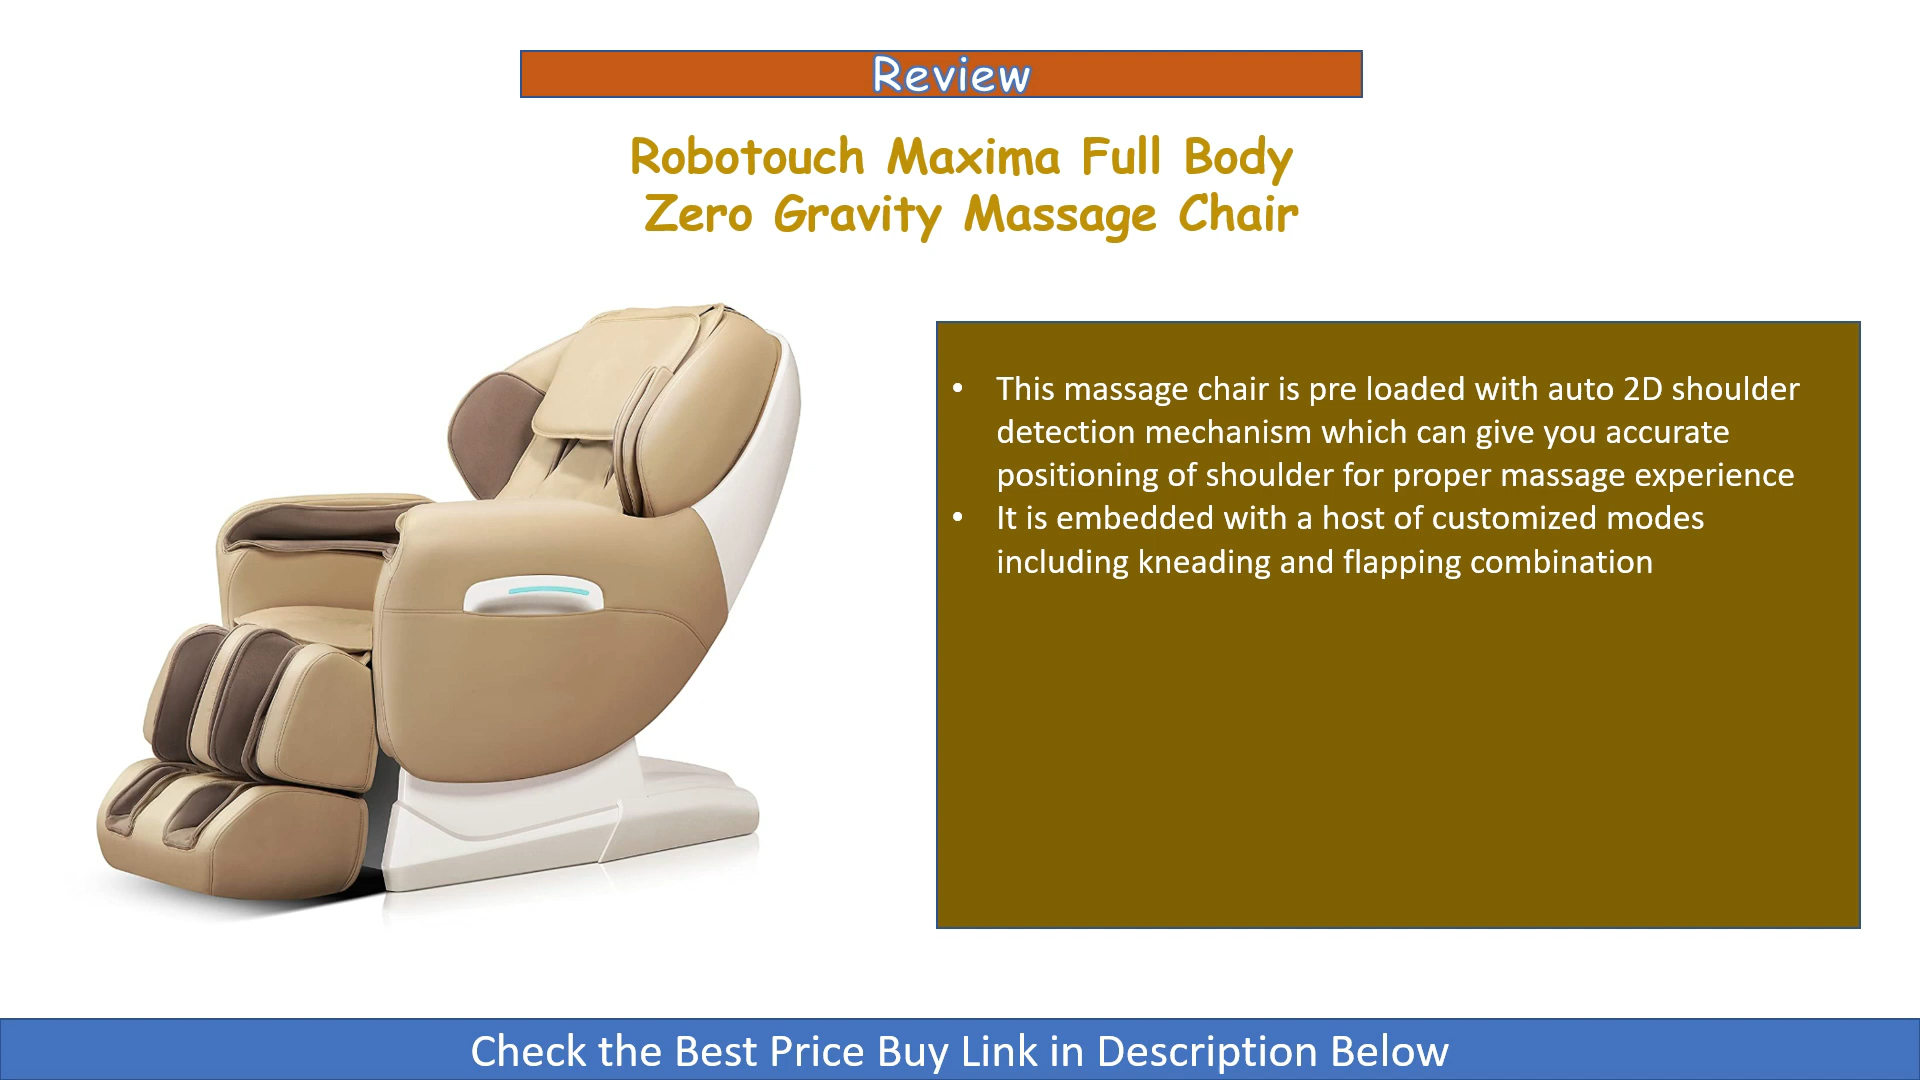 Review
Robotouch Maxima Full Body
Zero Gravity Massage Chair
• This massage chair is pre loaded with auto 2D shoulder
detection mechanism which can give you accurate
positioning of shoulder for proper massage experience
• It is embedded with a host of customized modes
including kneading and flapping combination
Check the Best Price Buy Link in Description Below